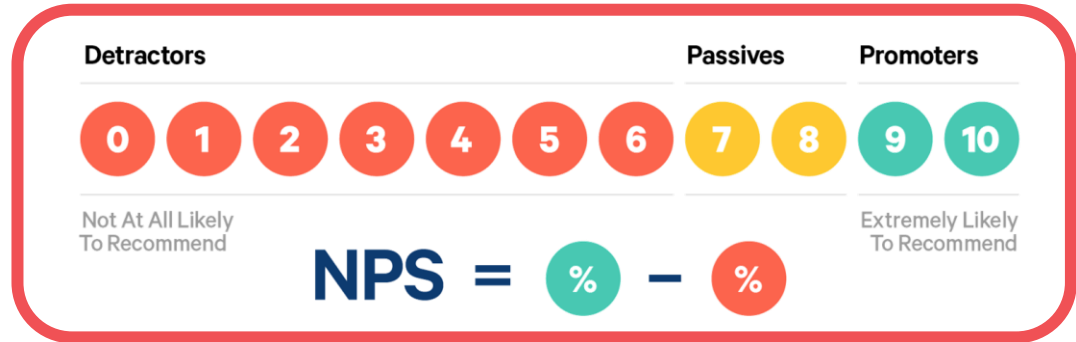 Detractors Passives Promoters
0 1 2 3 4 5 6 7 8 9 10
Not At All Likely
To Recommend
Extremely Likely
To Recommend
NPS = % – %